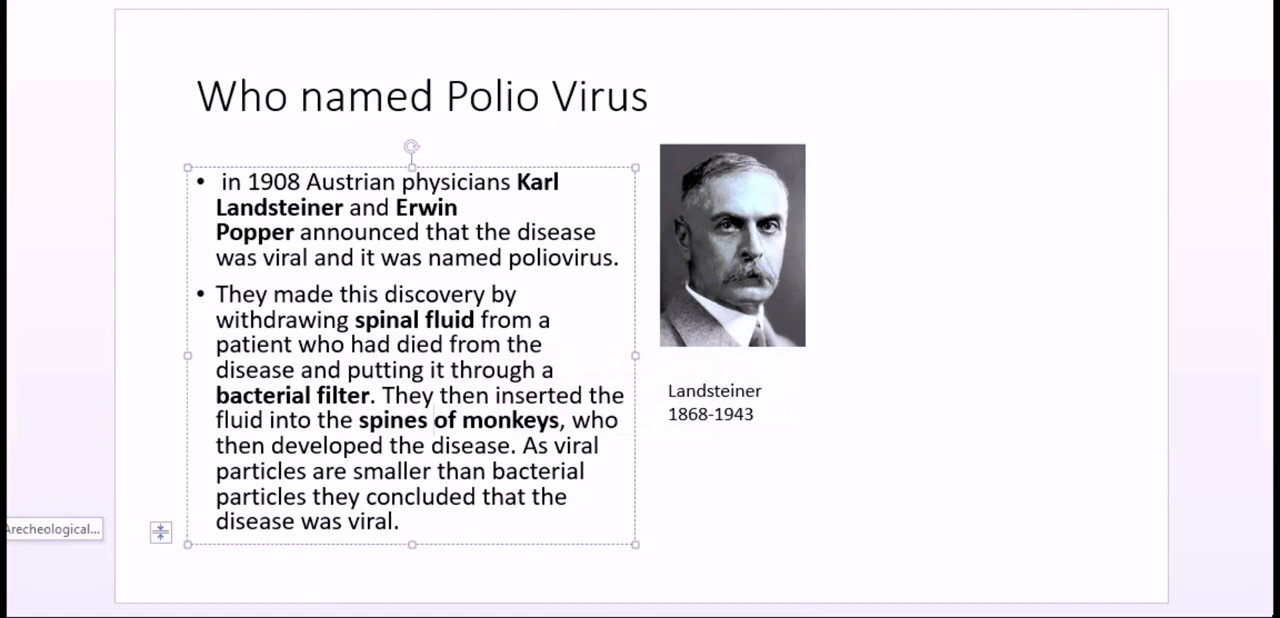 Who named Polio Virus
• in 1908 Austrian physicians Karl
Landsteiner and Erwin
Popper announced that the disease
was viral and it was named poliovirus.
• They made this discovery by
withdrawing spinal fluid from a
patient who had died from the
disease and putting it through a
bacterial filter. They then inserted the
fluid into the spines of monkeys, who
then developed the disease. As viral
particles are smaller than bacterial
particles they concluded that the
disease was viral.
Landsteiner
1868-1943
Arecheological...